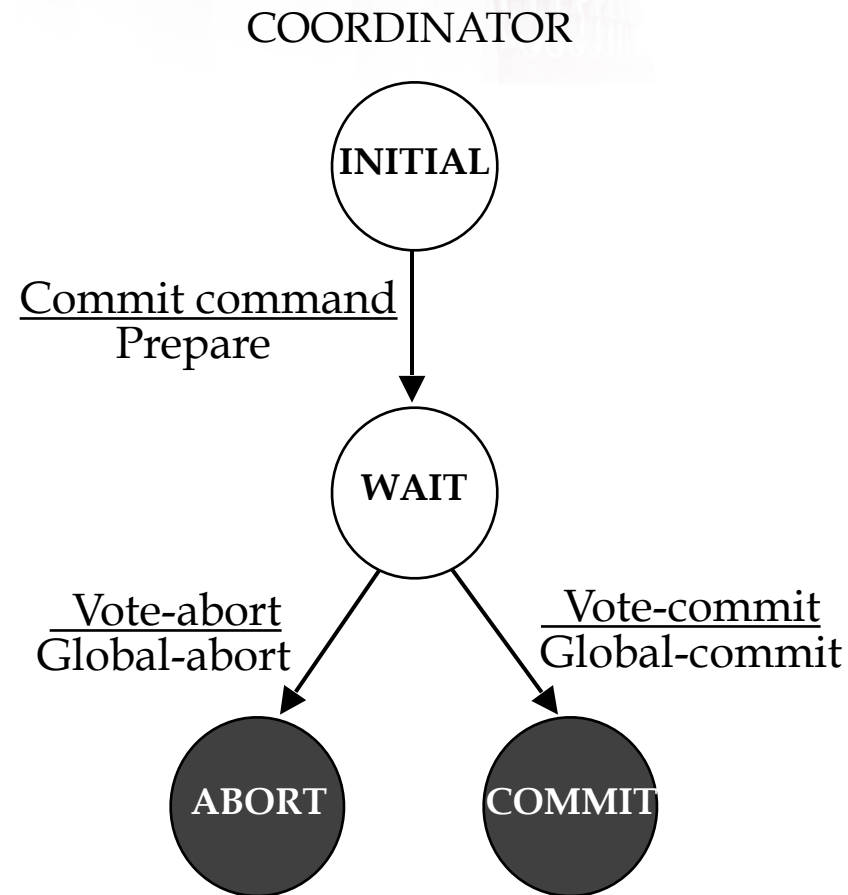 COORDINATOR
INITIAL
Commit command
Prepare
WAIT
Vote-abort
Global-abort
Vote-commit
Global-commit
ABORT
COMMIT